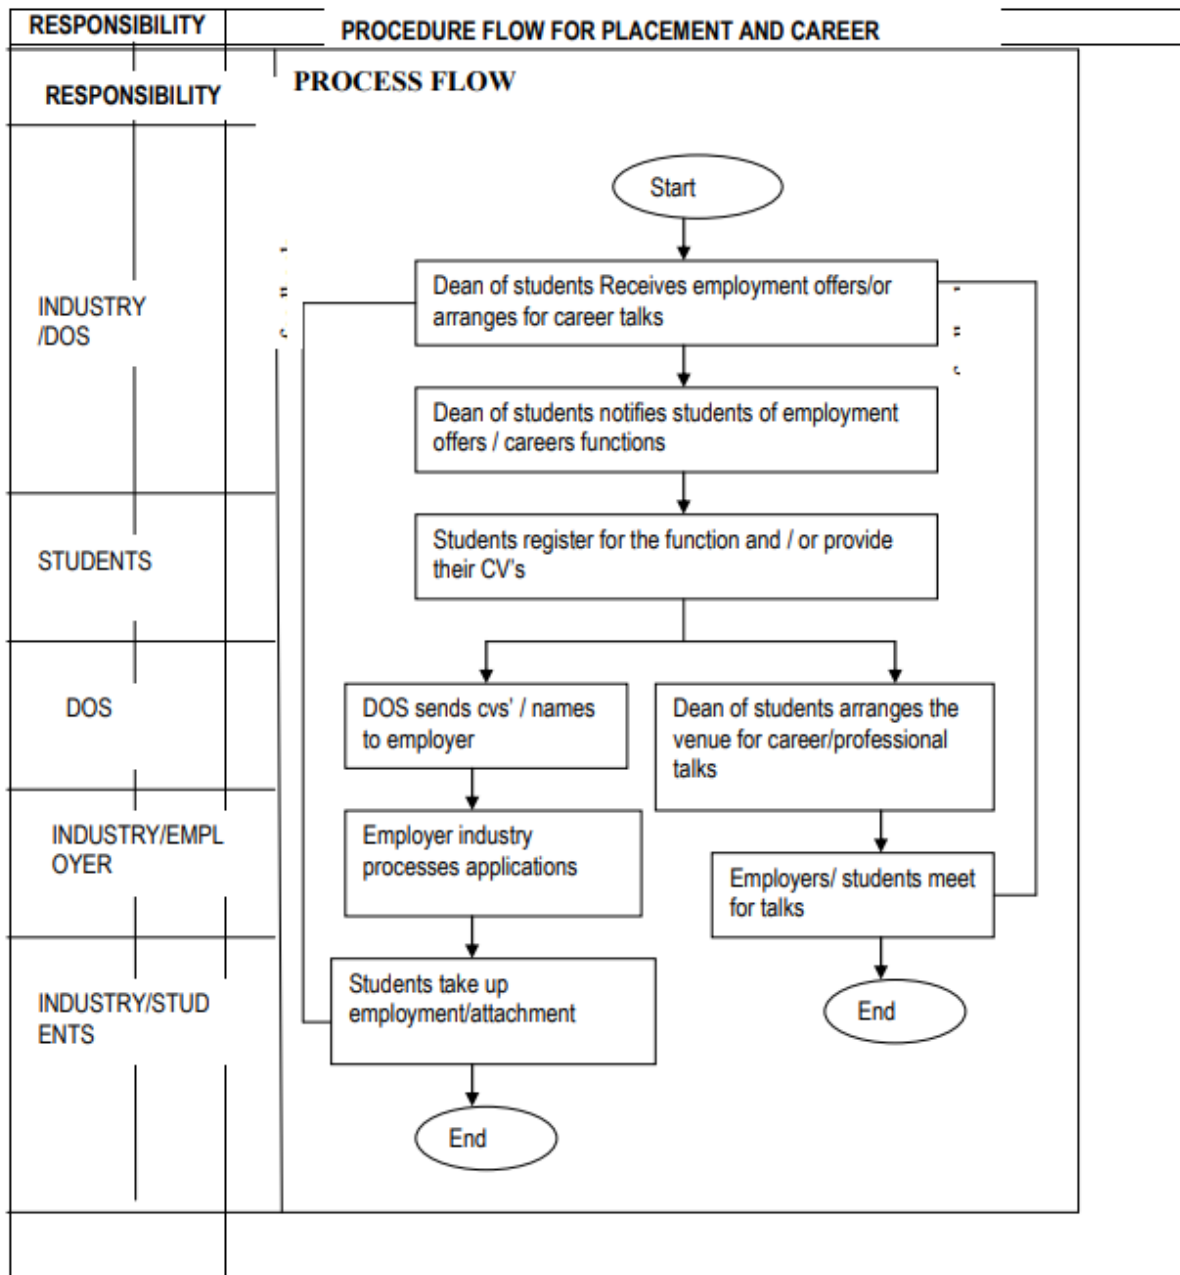 RESPONSIBILITY
PROCEDURE FLOW FOR PLACEMENT AND CAREER
RESPONSIBILITY
PROCESS FLOW
Start
INDUSTRY
/DOS
Dean of students Receives employment offers/or
arranges for career talks
Dean of students notifies students of employment
offers / careers functions
STUDENTS
Students register for the function and / or provide
their CV's
DOS
DOS sends cvs' / names
to employer
Dean of students arranges the
venue for career/professional
talks
INDUSTRY/EMPL
OYER
Employer industry
processes applications
Employers/ students meet
for talks
INDUSTRY/STUD
ENTS
Students take up
employment/attachment
End
End